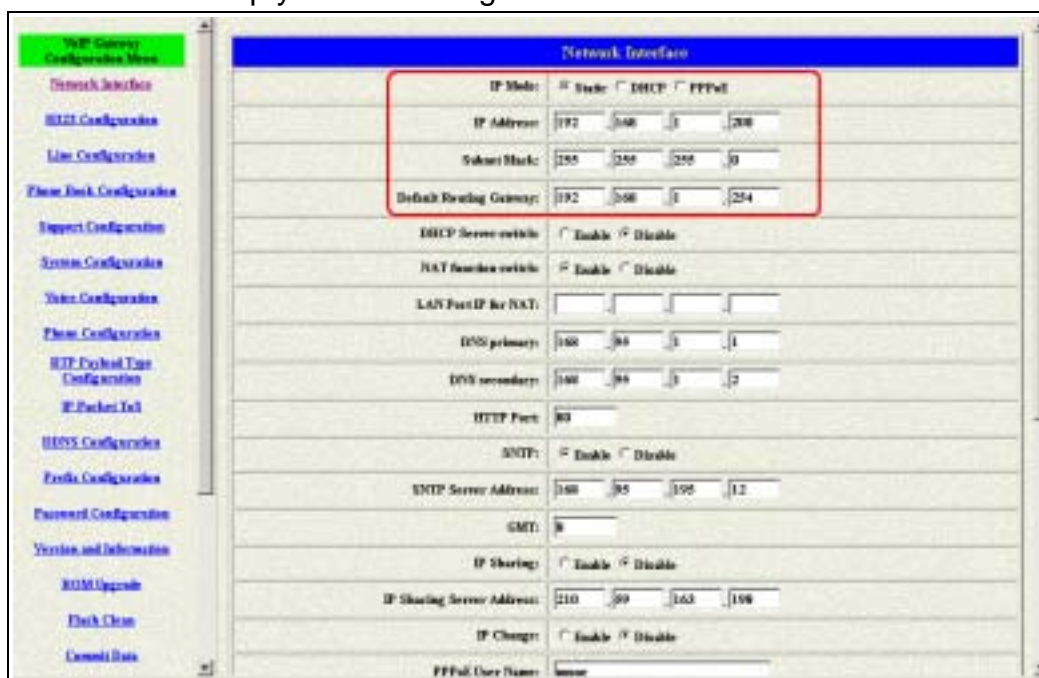 VoIP Gateway
Configuration Menu
Network Interface
H323 Configuration
Line Configuration
Phone Book Configuration
Support Configuration
System Configuration
Voice Configuration
Phone Configuration
RTP Payload Type
Configuration
IP Packet ToS
DDNS Configuration
Prefix Configuration
Password Configuration
Version and Information
ROM Upgrade
Flash Clean
Commit Data
Network Interface
IP Mode: Static DHCP PPPoE
IP Address: 192 .168 .1 .200
Subnet Mask: 255 .255 .255 .0
Default Routing Gateway: 192 .168 .1 .254
DHCP Server switch: Enable Disable
NAT function switch: Enable Disable
LAN Port IP for NAT: . . .
DNS primary: 168 .95 .1 .1
DNS secondary: 168 .95 .1 .2
HTTP Port: 80
SNTP: Enable Disable
SNTP Server Address: 168 .95 .195 .12
GMT: 8
IP Sharing: Enable Disable
IP Sharing Server Address: 210 .59 .163 .198
IP Change: Enable Disable
PPPoE User Name: